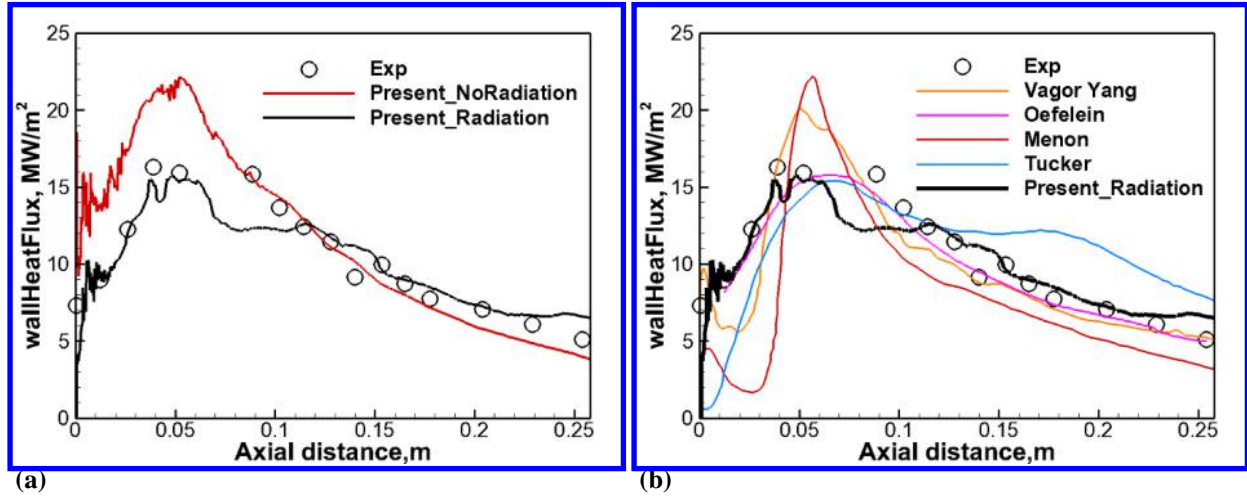 25
20
15
10
5
0
wallHeatFlux, MW/m²
Exp
Present_NoRadiation
Present_Radiation
0 0.05 0.1 0.15 0.2 0.25
Axial distance,m
(a)
25
20
15
10
5
0
wallHeatFlux, MW/m²
Exp
Vagor Yang
Oefelein
Menon
Tucker
Present_Radiation
0 0.05 0.1 0.15 0.2 0.25
Axial distance,m
(b)